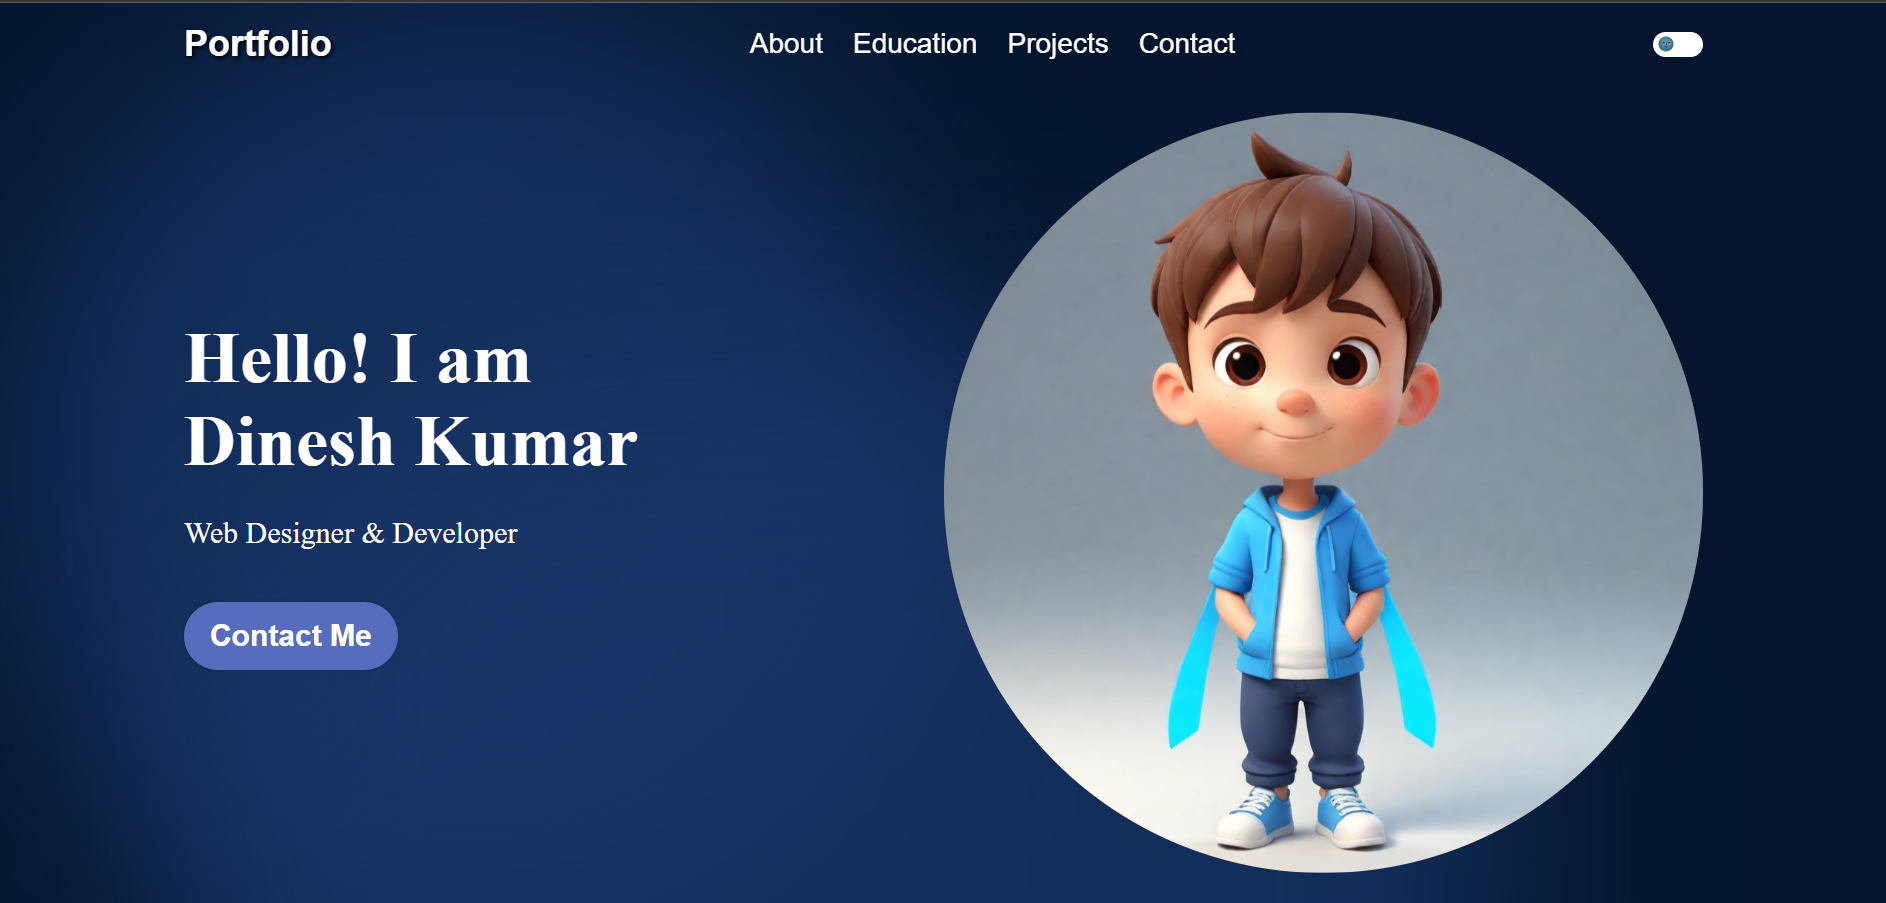 Portfolio
About Education Projects Contact
Hello! I am
Dinesh Kumar
Web Designer & Developer
Contact Me